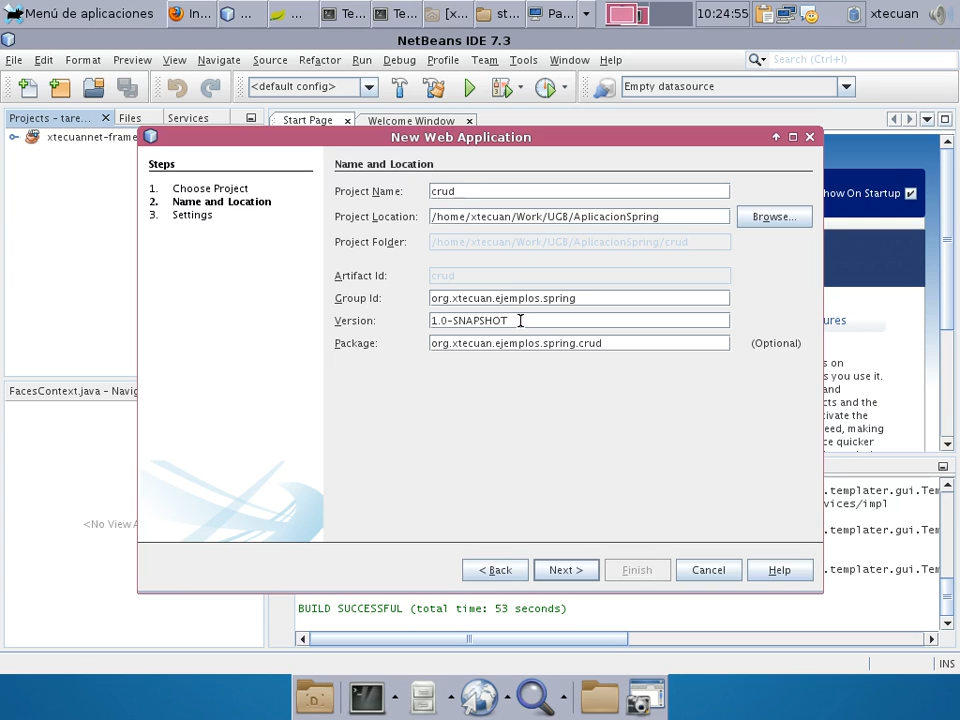 Menú de aplicaciones In... ... ... Te... Te... [x... st... Pa... 10:24:55 xtecuan
NetBeans IDE 7.3
File Edit Format Preview View Navigate Source Refactor Run Debug Profile Team Tools Window Help Search (Ctrl+I)
<default config> Empty datasource
Projects - tare... Files Services Start Page Welcome Window
xtecuannet-frame
New Web Application
Steps
1. Choose Project
2. Name and Location
3. Settings
Name and Location
Project Name: crud
Project Location: /home/xtecuan/Work/UGB/AplicacionSpring Browse...
Project Folder: /home/xtecuan/Work/UGB/AplicacionSpring/crud
Artifact Id: crud
Group Id: org.xtecuan.ejemplos.spring
Version: 1.0-SNAPSHOT
Package: org.xtecuan.ejemplos.spring.crud (Optional)
how On Startup
ures
s on
s you use it.
and
cts and the
tivate the
eed, making
ce quicker
FacesContext.java - Navig
<No View A
.templater.gui.Tem
vices/impl
.templater.gui.Tem
.templater.gui.Tem
< Back Next > Finish Cancel Help
BUILD SUCCESSFUL (total time: 53 seconds)
INS